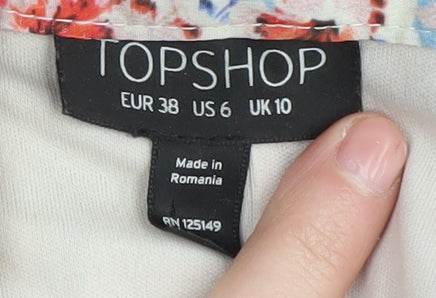 TOPSHOP
EUR 38 US 6 UK 10
Made in
Romania
RN 125149